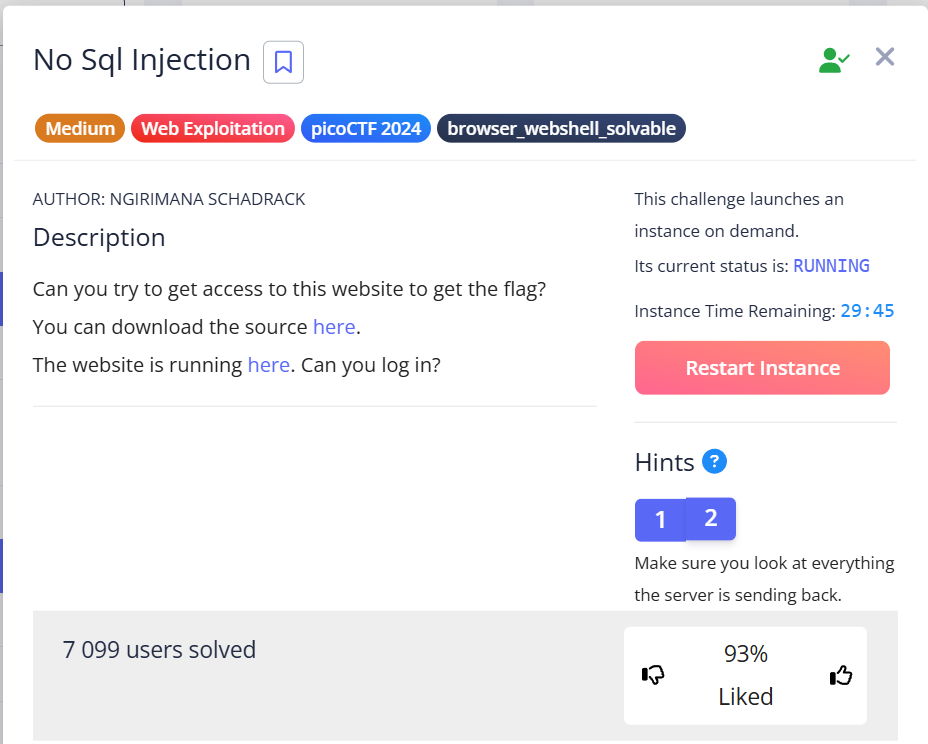 No Sql Injection
Medium Web Exploitation picoCTF 2024 browser_webshell_solvable
AUTHOR: NGIRIMANA SCHADRACK
Description
Can you try to get access to this website to get the flag?
You can download the source here.
The website is running here. Can you log in?
This challenge launches an
instance on demand.
Its current status is: RUNNING
Instance Time Remaining: 29:45
Restart Instance
Hints ?
1 2
Make sure you look at everything
the server is sending back.
7 099 users solved
93%
Liked